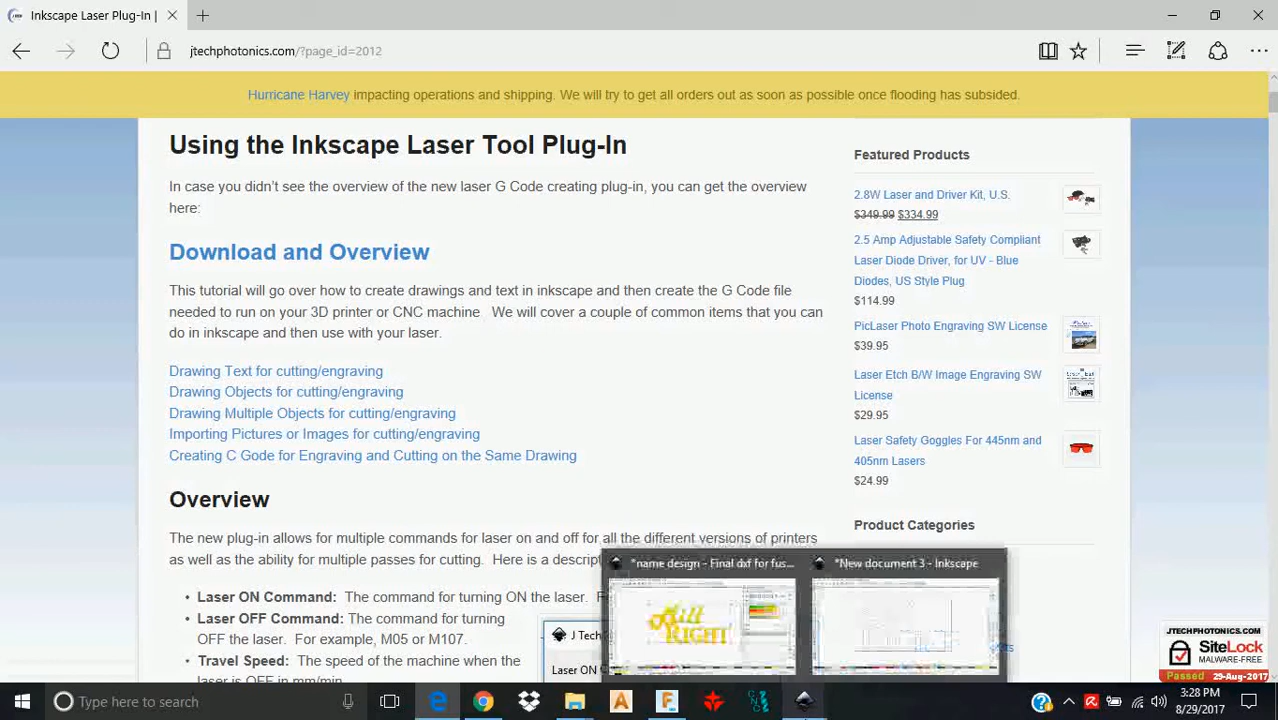 Inkscape Laser Plug-In |
jtechphotonics.com/?page_id=2012
Hurricane Harvey impacting operations and shipping. We will try to get all orders out as soon as possible once flooding has subsided.
Using the Inkscape Laser Tool Plug-In
In case you didn't see the overview of the new laser G Code creating plug-in, you can get the overview
here:
Download and Overview
This tutorial will go over how to create drawings and text in inkscape and then create the G Code file
needed to run on your 3D printer or CNC machine   We will cover a couple of common items that you can
do in inkscape and then use with your laser.
Drawing Text for cutting/engraving
Drawing Objects for cutting/engraving
Drawing Multiple Objects for cutting/engraving
Importing Pictures or Images for cutting/engraving
Creating C Gode for Engraving and Cutting on the Same Drawing
Overview
The new plug-in allows for multiple commands for laser on and off for all the different versions of printers
as well as the ability for multiple passes for cutting.  Here is a descript
• Laser ON Command:  The command for turning ON the laser.  F
• Laser OFF Command: The command for turning
OFF the laser.  For example, M05 or M107.
• Travel Speed:  The speed of the machine when the
laser is OFF in mm/min
J Tech
Laser ON
Featured Products
2.8W Laser and Driver Kit, U.S.
$349.99 $334.99
2.5 Amp Adjustable Safety Compliant
Laser Diode Driver, for UV - Blue
Diodes, US Style Plug
$114.99
PicLaser Photo Engraving SW License
$39.95
Laser Etch B/W Image Engraving SW
License
$29.95
Laser Safety Goggles For 445nm and
405nm Lasers
$24.99
Product Categories
*name design - Final dxf for fus...
*New document 3 - Inkscape
RIGHT
JTECHPHOTONICS.COM
SiteLock
MALWARE-FREE
Passed 29-Aug-2017
Type here to search
3:28 PM
8/29/2017